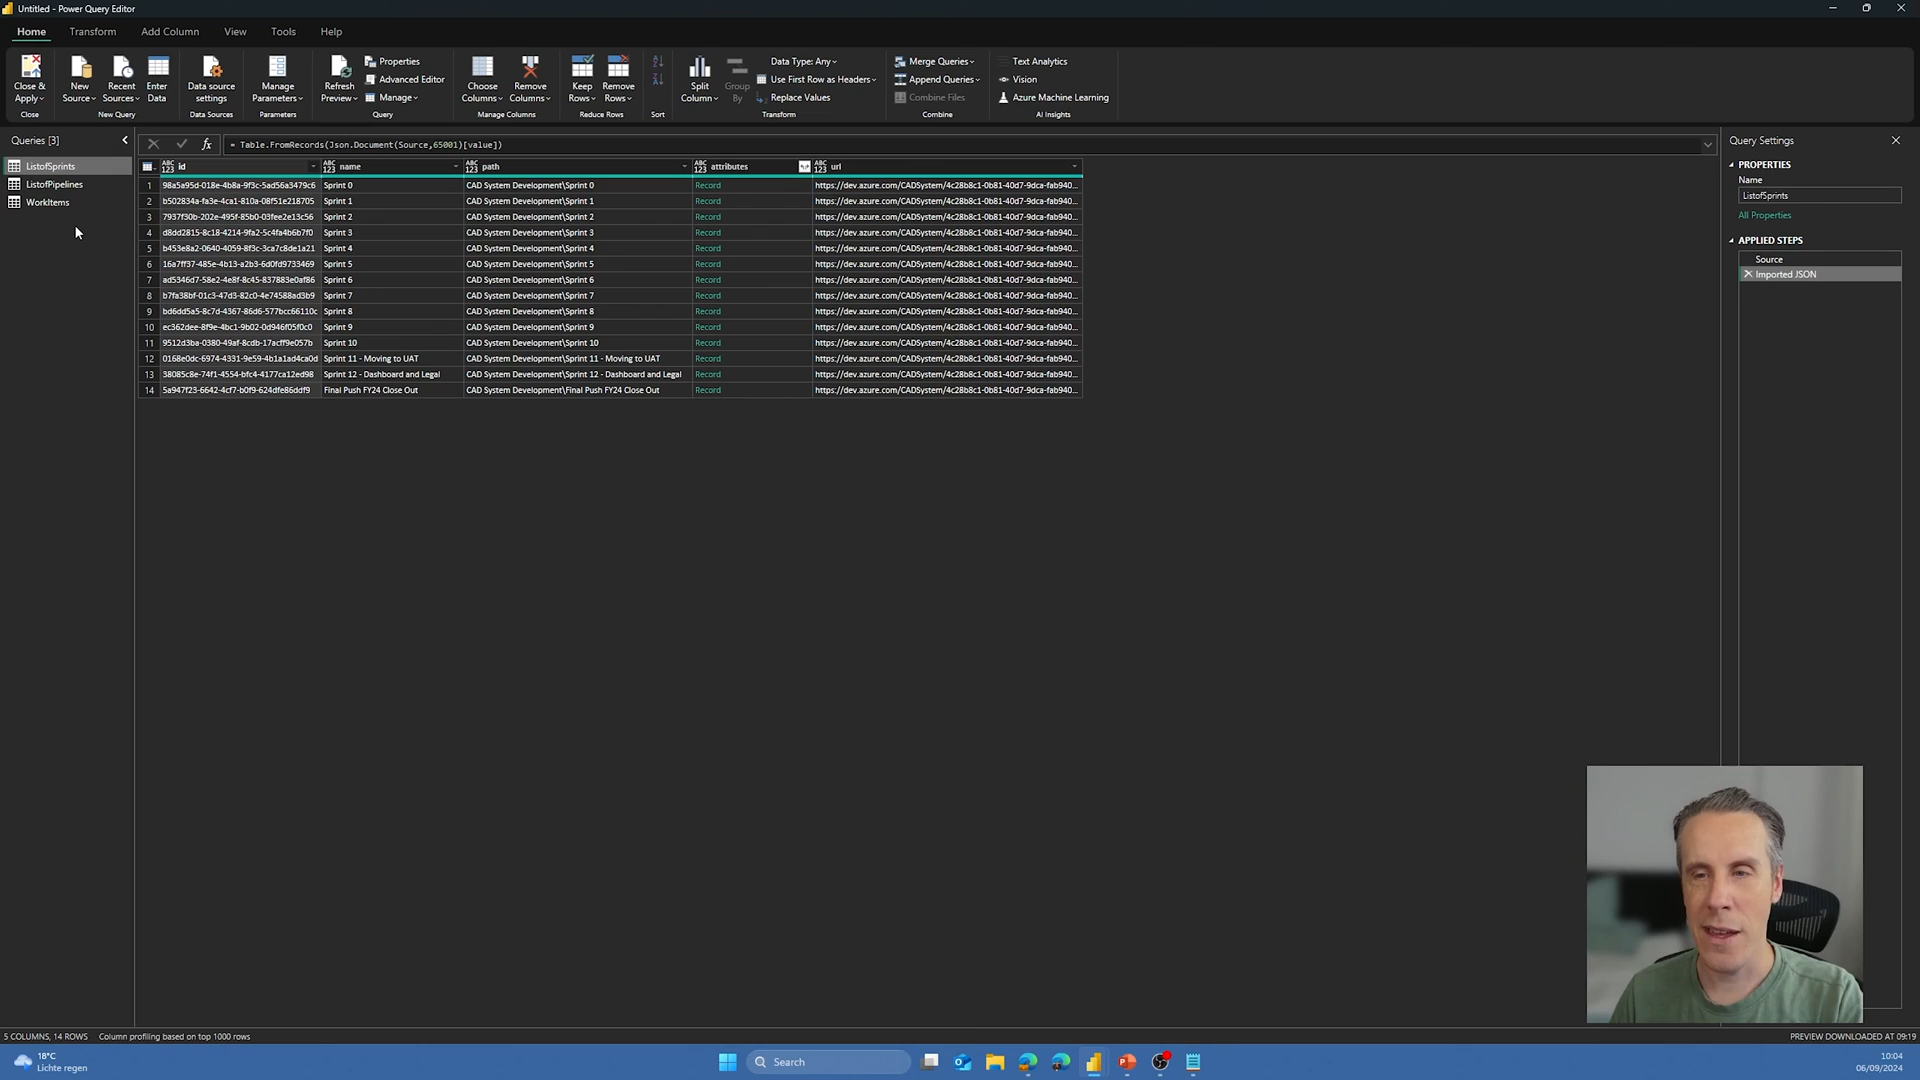 Untitled - Power Query Editor
Home Transform Add Column View Tools Help
Close & Apply
New Source
Recent Sources
Enter Data
Data source settings
Manage Parameters
Refresh Preview
Properties
Advanced Editor
Manage
Choose Columns
Remove Columns
Keep Rows
Remove Rows
Split Column
Group By
Data Type: Any
Use First Row as Headers
Replace Values
Merge Queries
Append Queries
Combine Files
Text Analytics
Vision
Azure Machine Learning
Close New Query Data Sources Parameters Query Manage Columns Reduce Rows Sort Transform Combine AI Insights
Queries [3]
ListofSprints
ListofPipelines
WorkItems
fx = Table.FromRecords(Json.Document(Source,65001)[value])
ABC 123 id ABC 123 name ABC 123 path ABC 123 attributes ABC 123 url
1 98a5a95d-018e-4b8a-9f3c-5ad56a3479c6 Sprint 0 CAD System Development\Sprint 0 Record https://dev.azure.com/CADSystem/4c28b8c1-0b81-40d7-9dca-fab940...
2 b502834a-fa3e-4ca1-810a-08f51e218705 Sprint 1 CAD System Development\Sprint 1 Record https://dev.azure.com/CADSystem/4c28b8c1-0b81-40d7-9dca-fab940...
3 7937f30b-202e-495f-85b0-03fee2e13c56 Sprint 2 CAD System Development\Sprint 2 Record https://dev.azure.com/CADSystem/4c28b8c1-0b81-40d7-9dca-fab940...
4 d8dd2815-8c18-4214-9fa2-5c4fa4b6b7f0 Sprint 3 CAD System Development\Sprint 3 Record https://dev.azure.com/CADSystem/4c28b8c1-0b81-40d7-9dca-fab940...
5 b453e8a2-0640-4059-8f3c-3ca7c8de1a21 Sprint 4 CAD System Development\Sprint 4 Record https://dev.azure.com/CADSystem/4c28b8c1-0b81-40d7-9dca-fab940...
6 16a7ff37-485e-4b13-a2b3-6d0fd9733469 Sprint 5 CAD System Development\Sprint 5 Record https://dev.azure.com/CADSystem/4c28b8c1-0b81-40d7-9dca-fab940...
7 ad5346d7-58e2-4e8f-8c45-837883e0af86 Sprint 6 CAD System Development\Sprint 6 Record https://dev.azure.com/CADSystem/4c28b8c1-0b81-40d7-9dca-fab940...
8 b7fa38bf-01c3-47d3-82c0-4e74588ad3b9 Sprint 7 CAD System Development\Sprint 7 Record https://dev.azure.com/CADSystem/4c28b8c1-0b81-40d7-9dca-fab940...
9 bd6dd5a5-8c7d-4367-86d6-577bcc66110c Sprint 8 CAD System Development\Sprint 8 Record https://dev.azure.com/CADSystem/4c28b8c1-0b81-40d7-9dca-fab940...
10 ec362dee-8f9e-4bc1-9b02-0d946f05f0c0 Sprint 9 CAD System Development\Sprint 9 Record https://dev.azure.com/CADSystem/4c28b8c1-0b81-40d7-9dca-fab940...
11 9512d3ba-0380-49af-8cdb-17acff9e057b Sprint 10 CAD System Development\Sprint 10 Record https://dev.azure.com/CADSystem/4c28b8c1-0b81-40d7-9dca-fab940...
12 0168e0dc-6974-4331-9e59-4b1a1ad4ca0d Sprint 11 - Moving to UAT CAD System Development\Sprint 11 - Moving to UAT Record https://dev.azure.com/CADSystem/4c28b8c1-0b81-40d7-9dca-fab940...
13 38085c8e-74f1-4554-bfc4-4177ca12ed98 Sprint 12 - Dashboard and Legal CAD System Development\Sprint 12 - Dashboard and Legal Record https://dev.azure.com/CADSystem/4c28b8c1-0b81-40d7-9dca-fab940...
14 5a947f23-6642-4cf7-b0f9-624dfe86ddf9 Final Push FY24 Close Out CAD System Development\Final Push FY24 Close Out Record https://dev.azure.com/CADSystem/4c28b8c1-0b81-40d7-9dca-fab940...
Query Settings
PROPERTIES
Name
ListofSprints
All Properties
APPLIED STEPS
Source
Imported JSON
5 COLUMNS, 14 ROWS Column profiling based on top 1000 rows
PREVIEW DOWNLOADED AT 09:19
18°C
Lichte regen
Search
10:04
06/09/2024